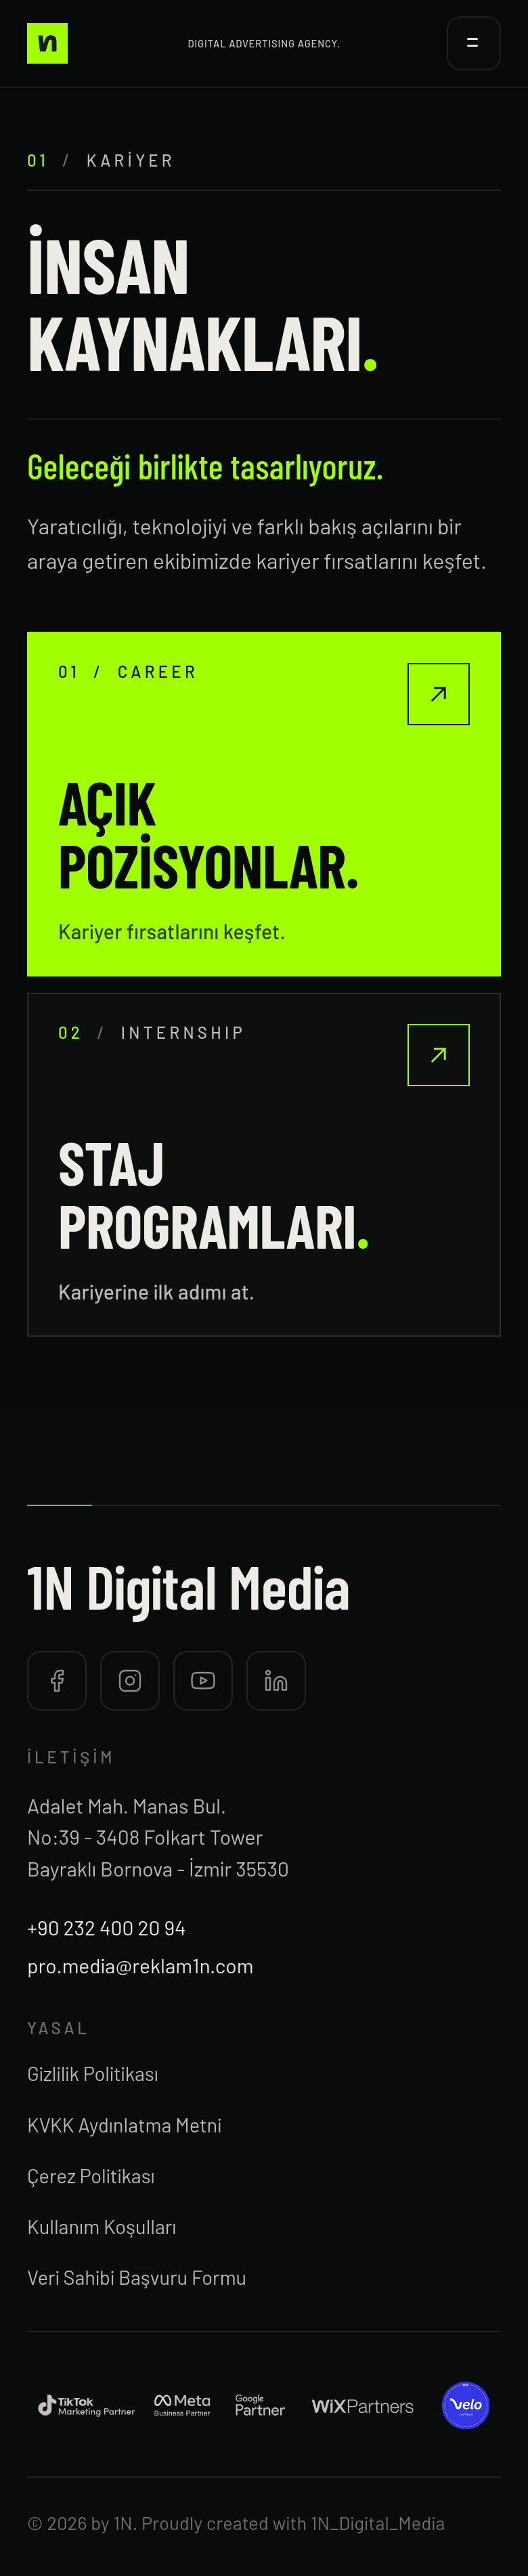 n
DIGITAL ADVERTISING AGENCY.
01 / KARİYER
İNSAN
KAYNAKLARI.
Geleceği birlikte tasarlıyoruz.
Yaratıcılığı, teknolojiyi ve farklı bakış açılarını bir
araya getiren ekibimizde kariyer fırsatlarını keşfet.
01 / CAREER
AÇIK
POZİSYONLAR.
Kariyer fırsatlarını keşfet.
02 / INTERNSHIP
STAJ
PROGRAMLARI.
Kariyerine ilk adımı at.
1N Digital Media
İLETİŞİM
Adalet Mah. Manas Bul.
No:39 - 3408 Folkart Tower
Bayraklı Bornova - İzmir 35530
+90 232 400 20 94
pro.media@reklam1n.com
YASAL
Gizlilik Politikası
KVKK Aydınlatma Metni
Çerez Politikası
Kullanım Koşulları
Veri Sahibi Başvuru Formu
TikTok
Marketing Partner
Meta
Business Partner
Google
Partner
WiXPartners
velo
© 2026 by 1N. Proudly created with 1N_Digital_Media